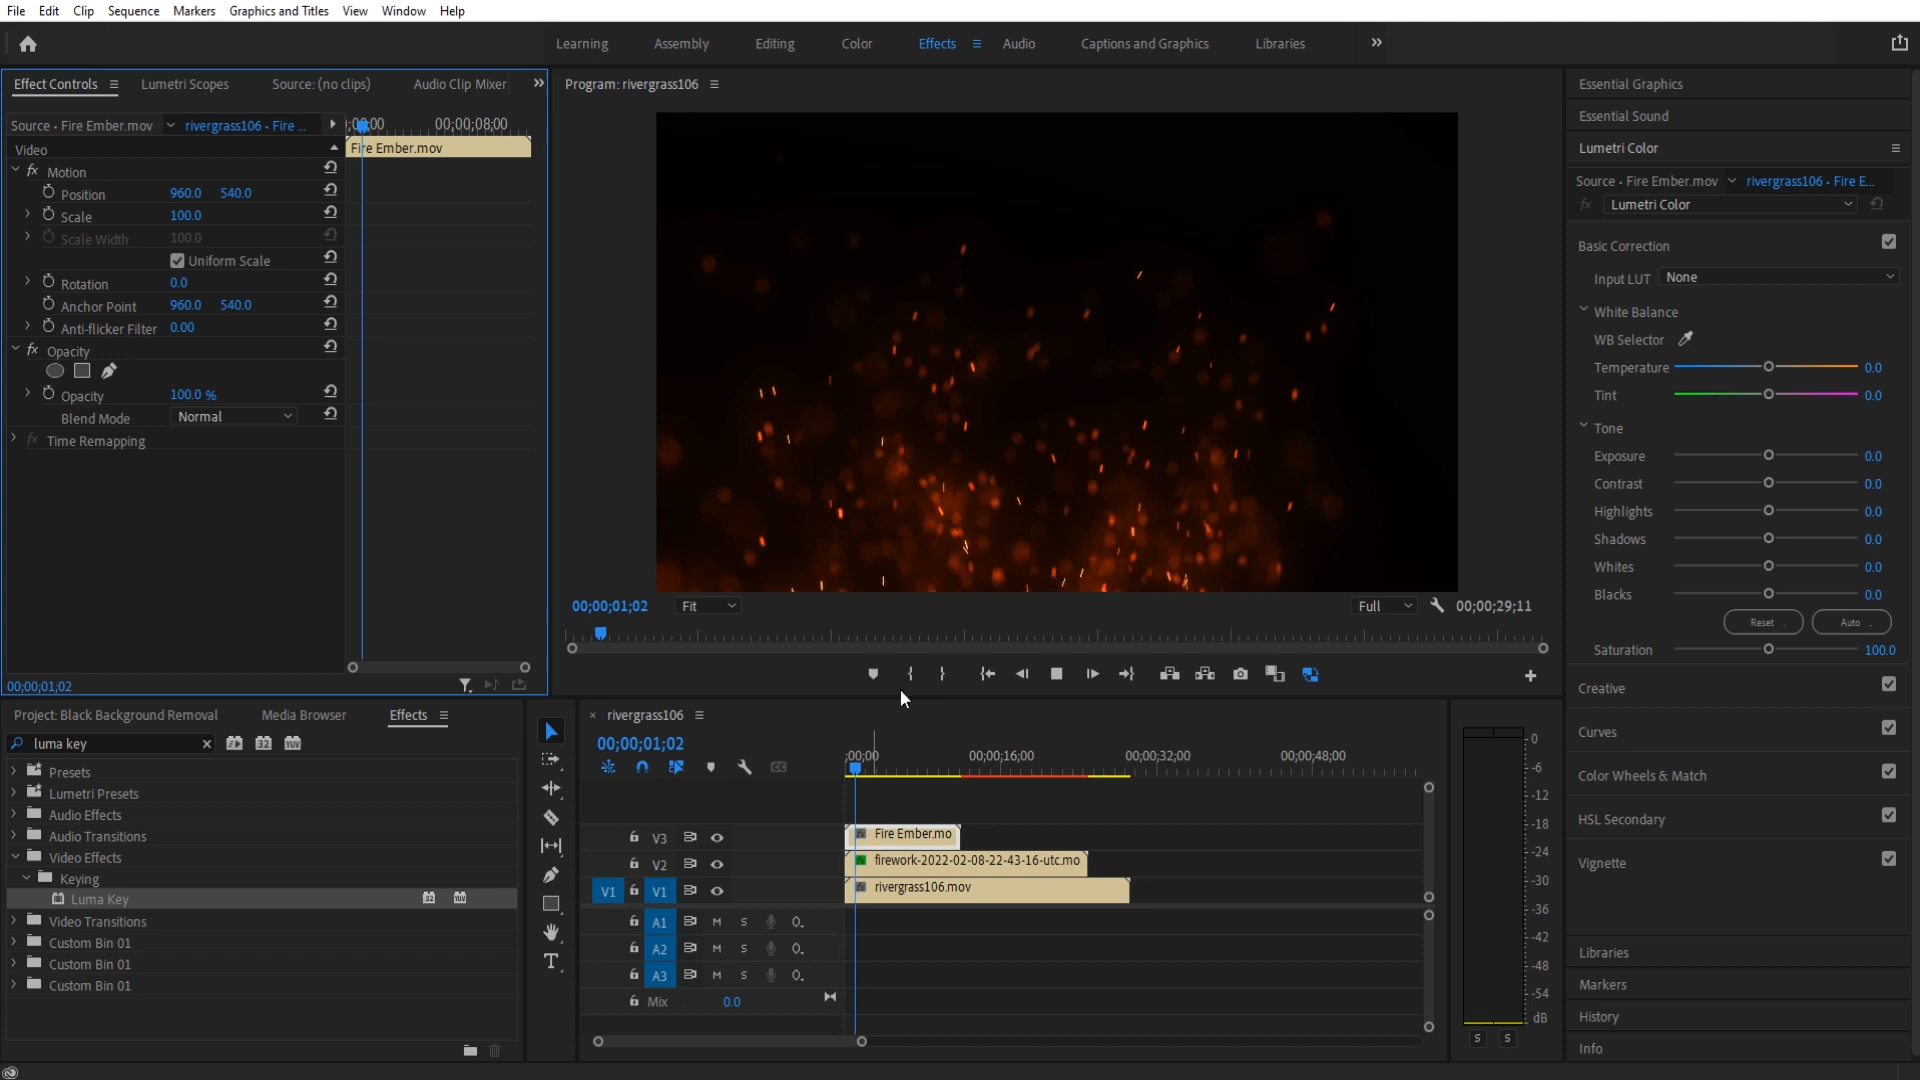 File Edit Clip Sequence Markers Graphics and Titles View Window Help
Learning Assembly Editing Color Effects Audio Captions and Graphics Libraries
Effect Controls Lumetri Scopes Source: (no clips) Audio Clip Mixer
Source • Fire Ember.mov rivergrass106 • Fire ...
00;00;08;00
Video
Fire Ember.mov
fx Motion
Position 960.0 540.0
Scale 100.0
Scale Width 100.0
Uniform Scale
Rotation 0.0
Anchor Point 960.0 540.0
Anti-flicker Filter 0.00
fx Opacity
Opacity 100.0 %
Blend Mode Normal
fx Time Remapping
00;00;01;02
Program: rivergrass106
00;00;01;02 Fit Full 00;00;29;11
Essential Graphics
Essential Sound
Lumetri Color
Source • Fire Ember.mov rivergrass106 • Fire E...
fx Lumetri Color
Basic Correction
Input LUT None
White Balance
WB Selector
Temperature 0.0
Tint 0.0
Tone
Exposure 0.0
Contrast 0.0
Highlights 0.0
Shadows 0.0
Whites 0.0
Blacks 0.0
Reset Auto
Saturation 100.0
Creative
Curves
Color Wheels & Match
HSL Secondary
Vignette
Libraries
Markers
History
Info
Project: Black Background Removal Media Browser Effects
luma key 32 YUV
Presets
Lumetri Presets
Audio Effects
Audio Transitions
Video Effects
Keying
Luma Key 32 YUV
Video Transitions
Custom Bin 01
Custom Bin 01
Custom Bin 01
T
× rivergrass106
00;00;01;02
;00;00 00;00;16;00 00;00;32;00 00;00;48;00
CC
V3 Fire Ember.mo
V2 firework-2022-02-08-22-43-16-utc.mo
V1 V1 rivergrass106.mov
A1 M S
A2 M S
A3 M S
Mix 0.0
0
-6
-12
-18
-24
-30
-36
-42
-48
-54
dB
S S